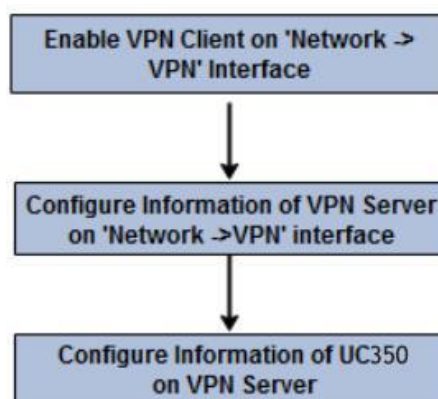 Enable VPN Client on 'Network ->
VPN' Interface
Configure Information of VPN Server
on 'Network ->VPN' interface
Configure Information of UC350
on VPN Server